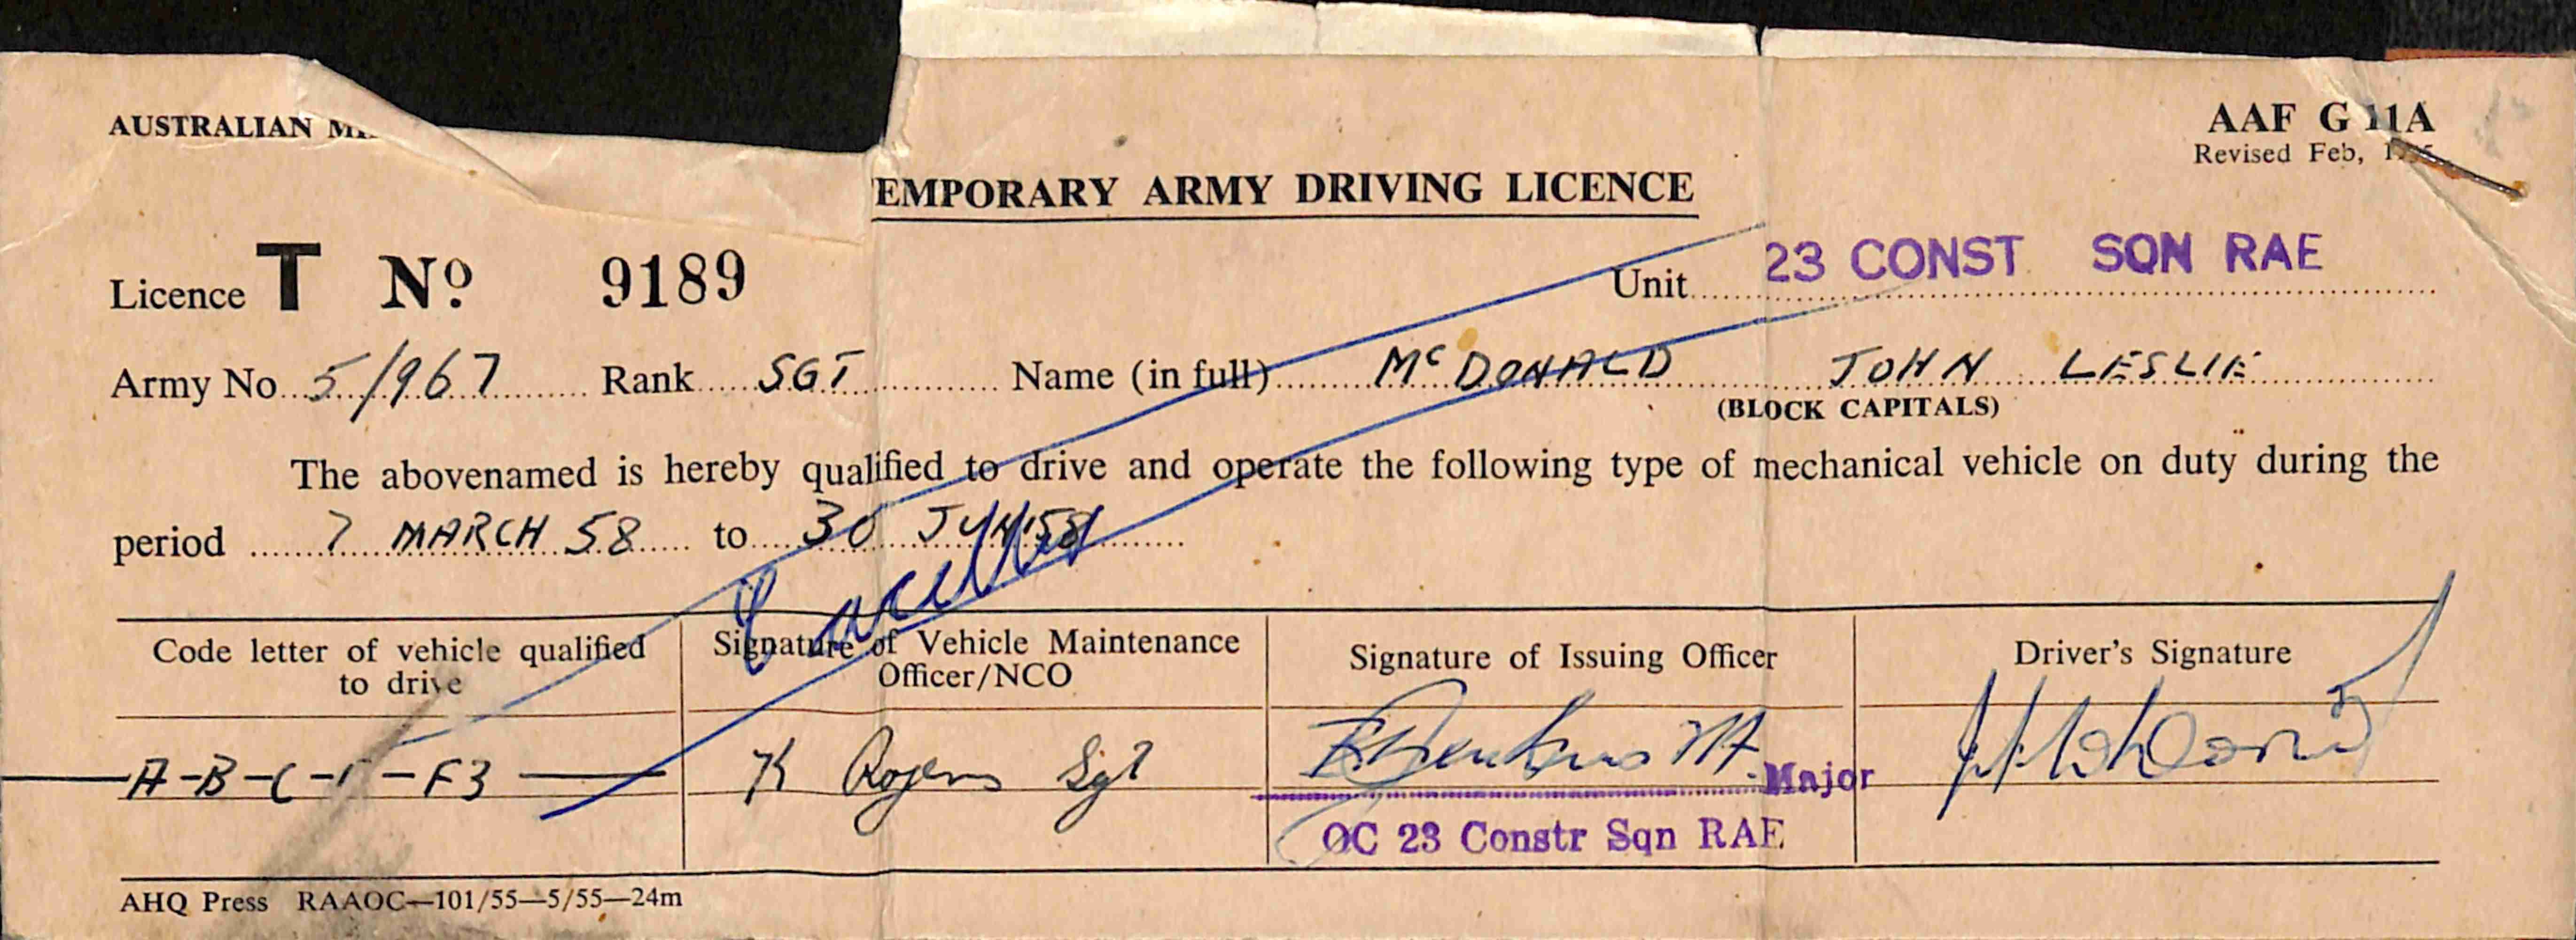 AUSTRALIAN
AAF G 11A
Revised Feb,
EMPORARY ARMY DRIVING LICENCE
Licence T No 9189
Unit 23 CONST SQN RAE
Army No 5/967 Rank SGT Name (in full) McDONALD JOHN LESLIE
(BLOCK CAPITALS)
The abovenamed is hereby qualified to drive and operate the following type of mechanical vehicle on duty during the
period 7 MARCH 58 to 30 JUN 58
Cancelled
Code letter of vehicle qualified
to drive
Signature of Vehicle Maintenance
Officer/NCO
Signature of Issuing Officer
Driver's Signature
A-B-C- -F3
K Rogers Sgt
Major
OC 23 Constr Sqn RAE
AHQ Press RAAOC—101/55—5/55—24m